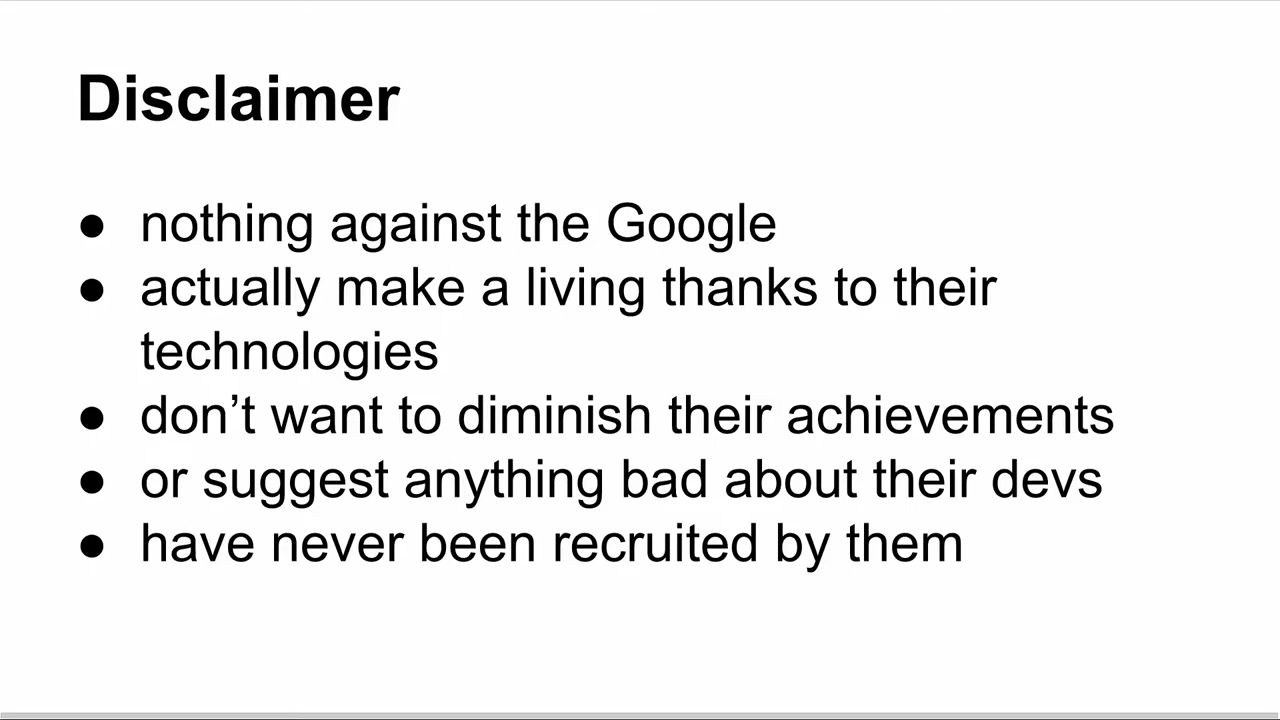 Disclaimer
● nothing against the Google
● actually make a living thanks to their
technologies
● don’t want to diminish their achievements
● or suggest anything bad about their devs
● have never been recruited by them